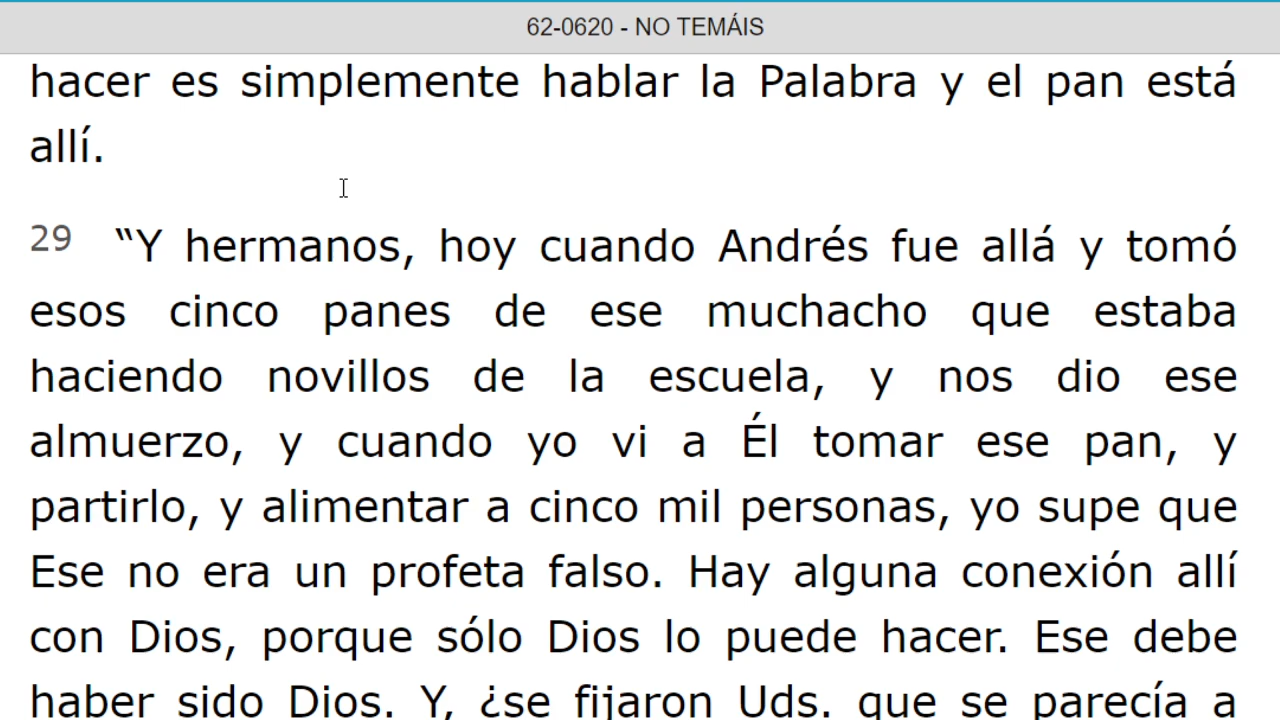 62-0620 - NO TEMÁIS
hacer es simplemente hablar la Palabra y el pan está
allí.
29 “Y hermanos, hoy cuando Andrés fue allá y tomó
esos cinco panes de ese muchacho que estaba
haciendo novillos de la escuela, y nos dio ese
almuerzo, y cuando yo vi a Él tomar ese pan, y
partirlo, y alimentar a cinco mil personas, yo supe que
Ese no era un profeta falso. Hay alguna conexión allí
con Dios, porque sólo Dios lo puede hacer. Ese debe
haber sido Dios. Y, ¿se fijaron Uds. que se parecía a